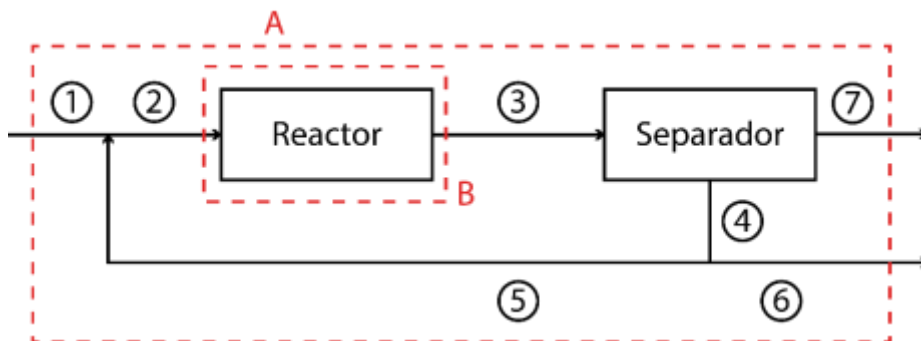 A
① ② ③ ⑦
Reactor Separador
B
④
⑤ ⑥